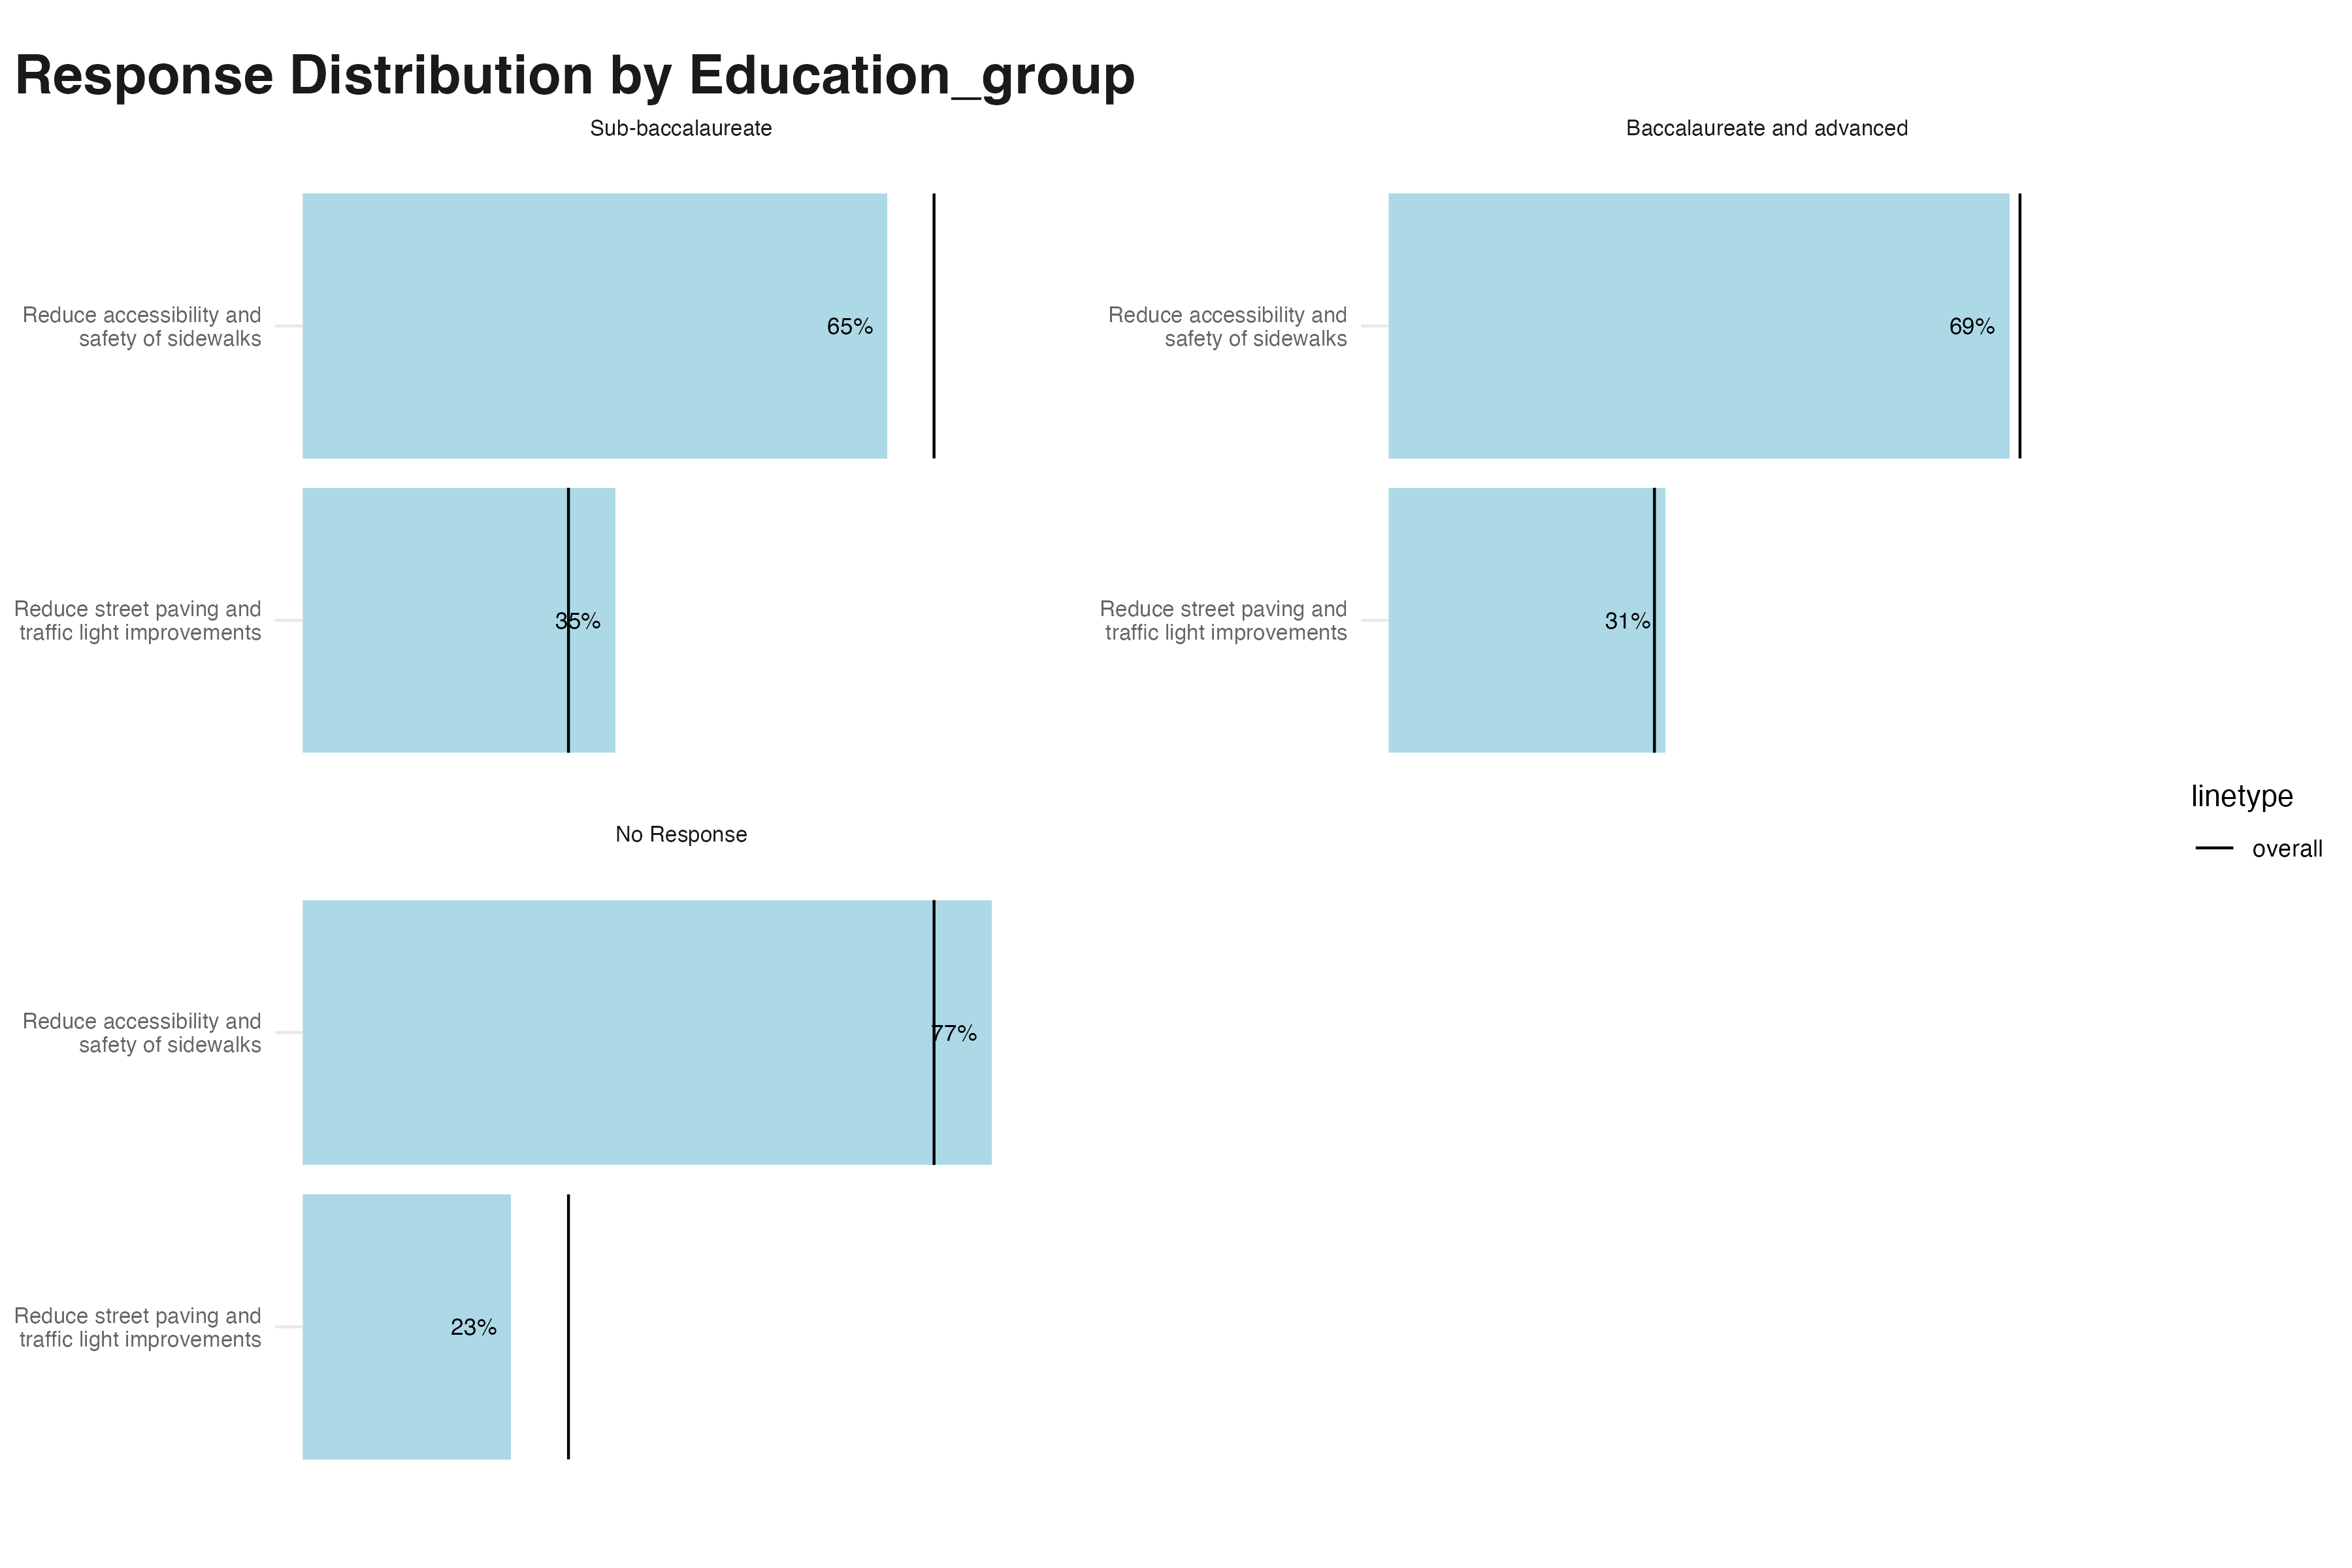 Response Distribution by Education_group
Sub-baccalaureate
Reduce accessibility and
safety of sidewalks
65%
Reduce street paving and
traffic light improvements
35%
Baccalaureate and advanced
Reduce accessibility and
safety of sidewalks
69%
Reduce street paving and
traffic light improvements
31%
No Response
Reduce accessibility and
safety of sidewalks
77%
Reduce street paving and
traffic light improvements
23%
linetype
overall